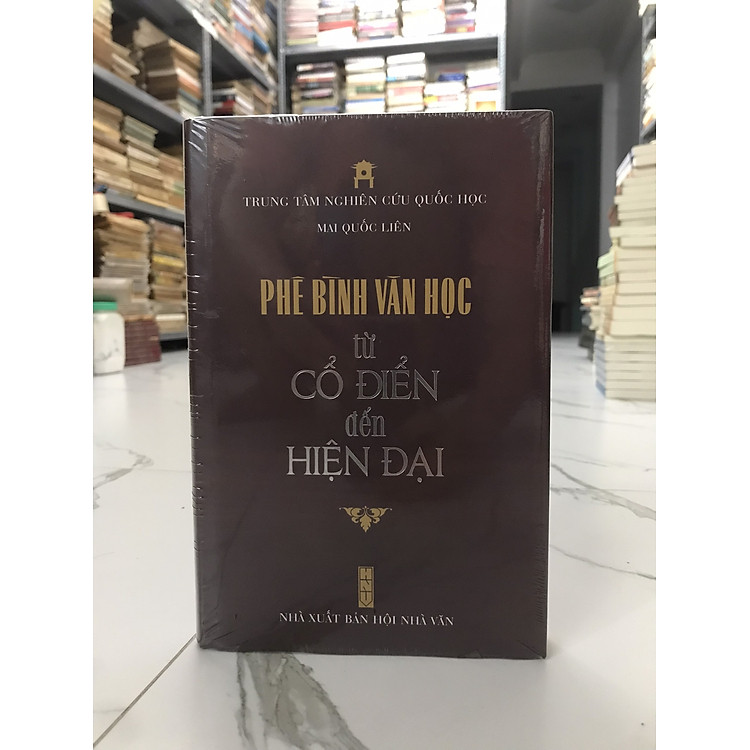 TRUNG TÂM NGHIÊN CỨU QUỐC HỌC
MAI QUỐC LIÊN
PHÊ BÌNH VĂN HỌC
từ
CỔ ĐIỂN
đến
HIỆN ĐẠI
HNV
NHÀ XUẤT BẢN HỘI NHÀ VĂN